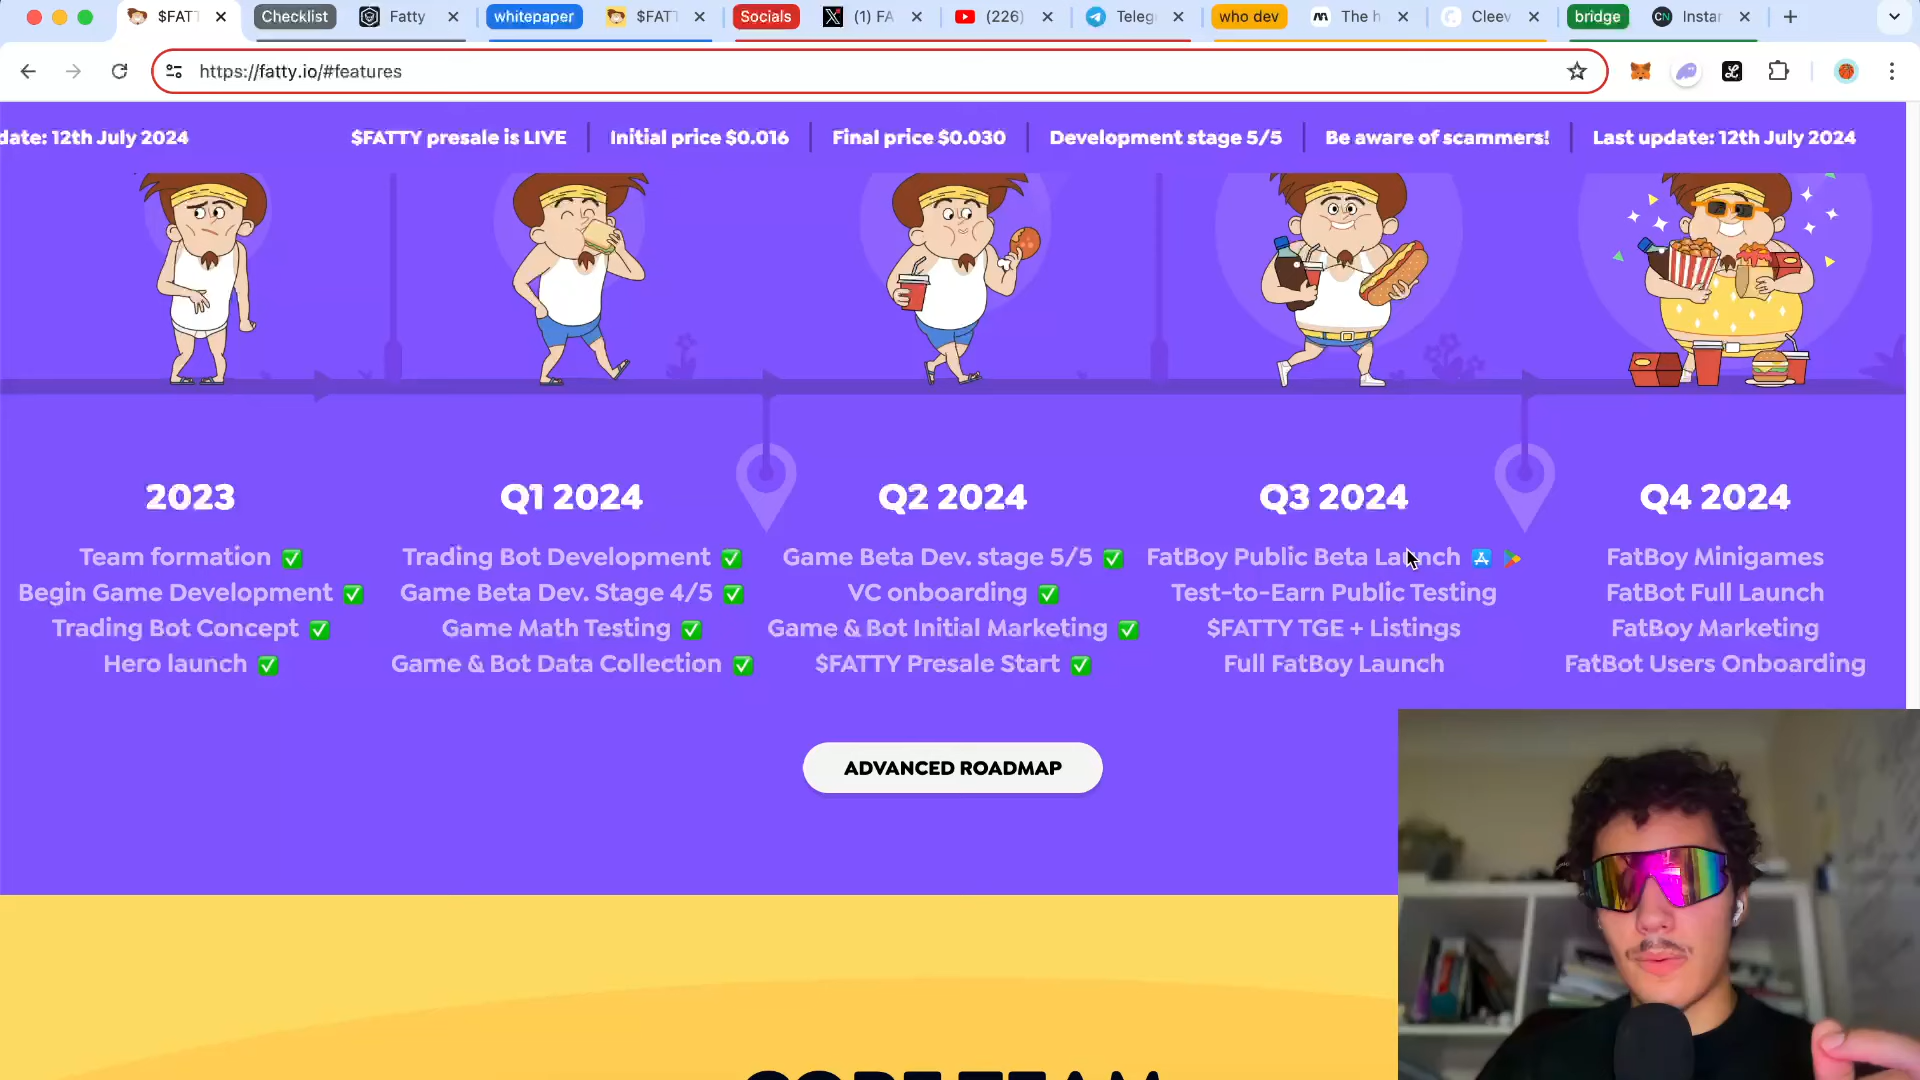 $FAT
Checklist
Fatty
whitepaper
$FAT
Socials
(1) FA
(226)
Teleg
who dev
The h
Cleev
bridge
Instar
https://fatty.io/#features
date: 12th July 2024
$FATTY presale is LIVE
Initial price $0.016
Final price $0.030
Development stage 5/5
Be aware of scammers!
Last update: 12th July 2024
2023
Team formation ✅
Begin Game Development ✅
Trading Bot Concept ✅
Hero launch ✅
Q1 2024
Trading Bot Development ✅
Game Beta Dev. Stage 4/5 ✅
Game Math Testing ✅
Game & Bot Data Collection ✅
Q2 2024
Game Beta Dev. stage 5/5 ✅
VC onboarding ✅
Game & Bot Initial Marketing ✅
$FATTY Presale Start ✅
Q3 2024
FatBoy Public Beta Launch
Test-to-Earn Public Testing
$FATTY TGE + Listings
Full FatBoy Launch
Q4 2024
FatBoy Minigames
FatBot Full Launch
FatBoy Marketing
FatBot Users Onboarding
ADVANCED ROADMAP
CORE TEAM